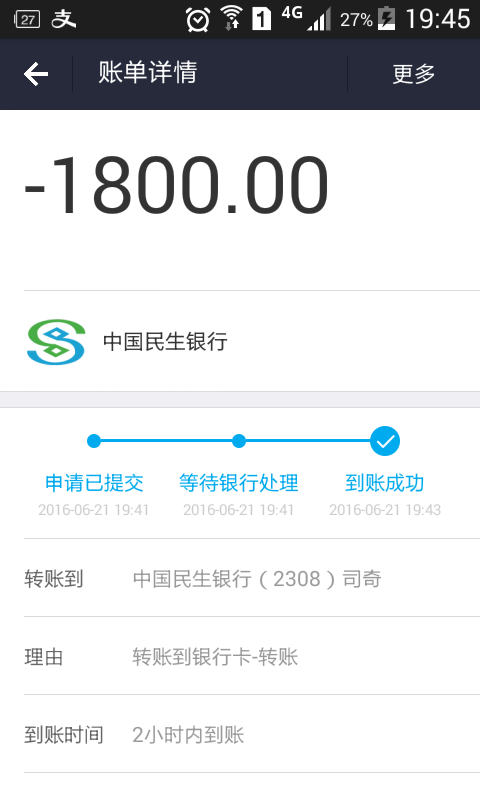 27 支 1 4G 27% 19:45
账单详情 更多
-1800.00
中国民生银行
申请已提交 等待银行处理 到账成功
2016-06-21 19:41 2016-06-21 19:41 2016-06-21 19:43
转账到 中国民生银行（2308）司奇
理由 转账到银行卡-转账
到账时间 2小时内到账